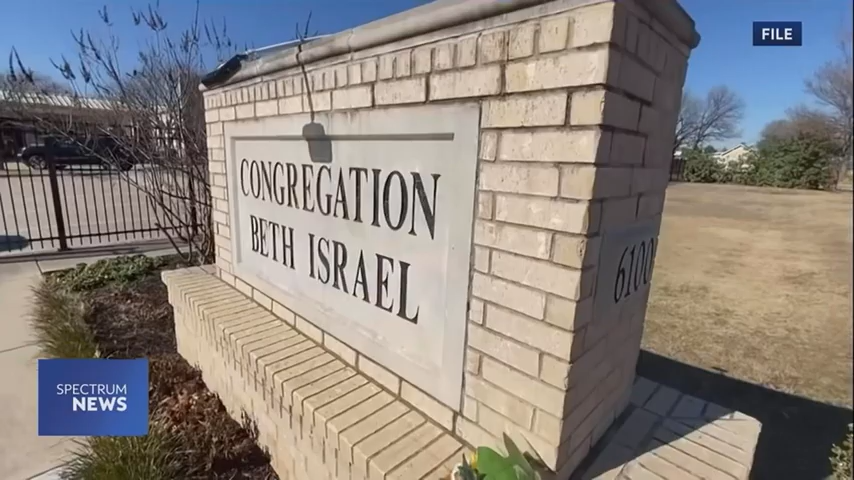 FILE
CONGREGATION
BETH ISRAEL
6100
SPECTRUM
NEWS